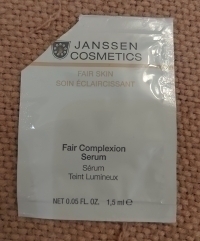 JANSSEN
COSMETICS
FAIR SKIN
SOIN ÉCLAIRCISSANT
Fair Complexion
Serum
Sérum
Teint Lumineux
NET 0.05 FL. OZ. 1,5 ml ℮